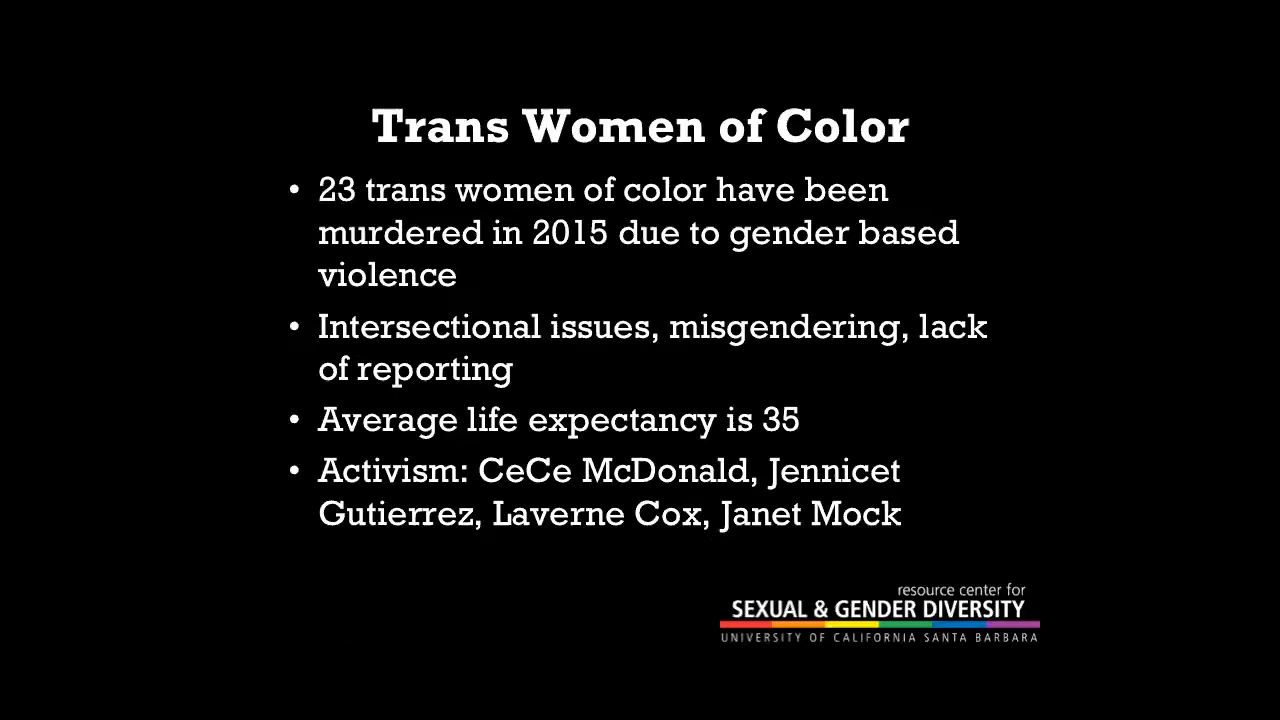 Trans Women of Color
• 23 trans women of color have been
murdered in 2015 due to gender based
violence
• Intersectional issues, misgendering, lack
of reporting
• Average life expectancy is 35
• Activism: CeCe McDonald, Jennicet
Gutierrez, Laverne Cox, Janet Mock
resource center for
SEXUAL & GENDER DIVERSITY
UNIVERSITY OF CALIFORNIA SANTA BARBARA